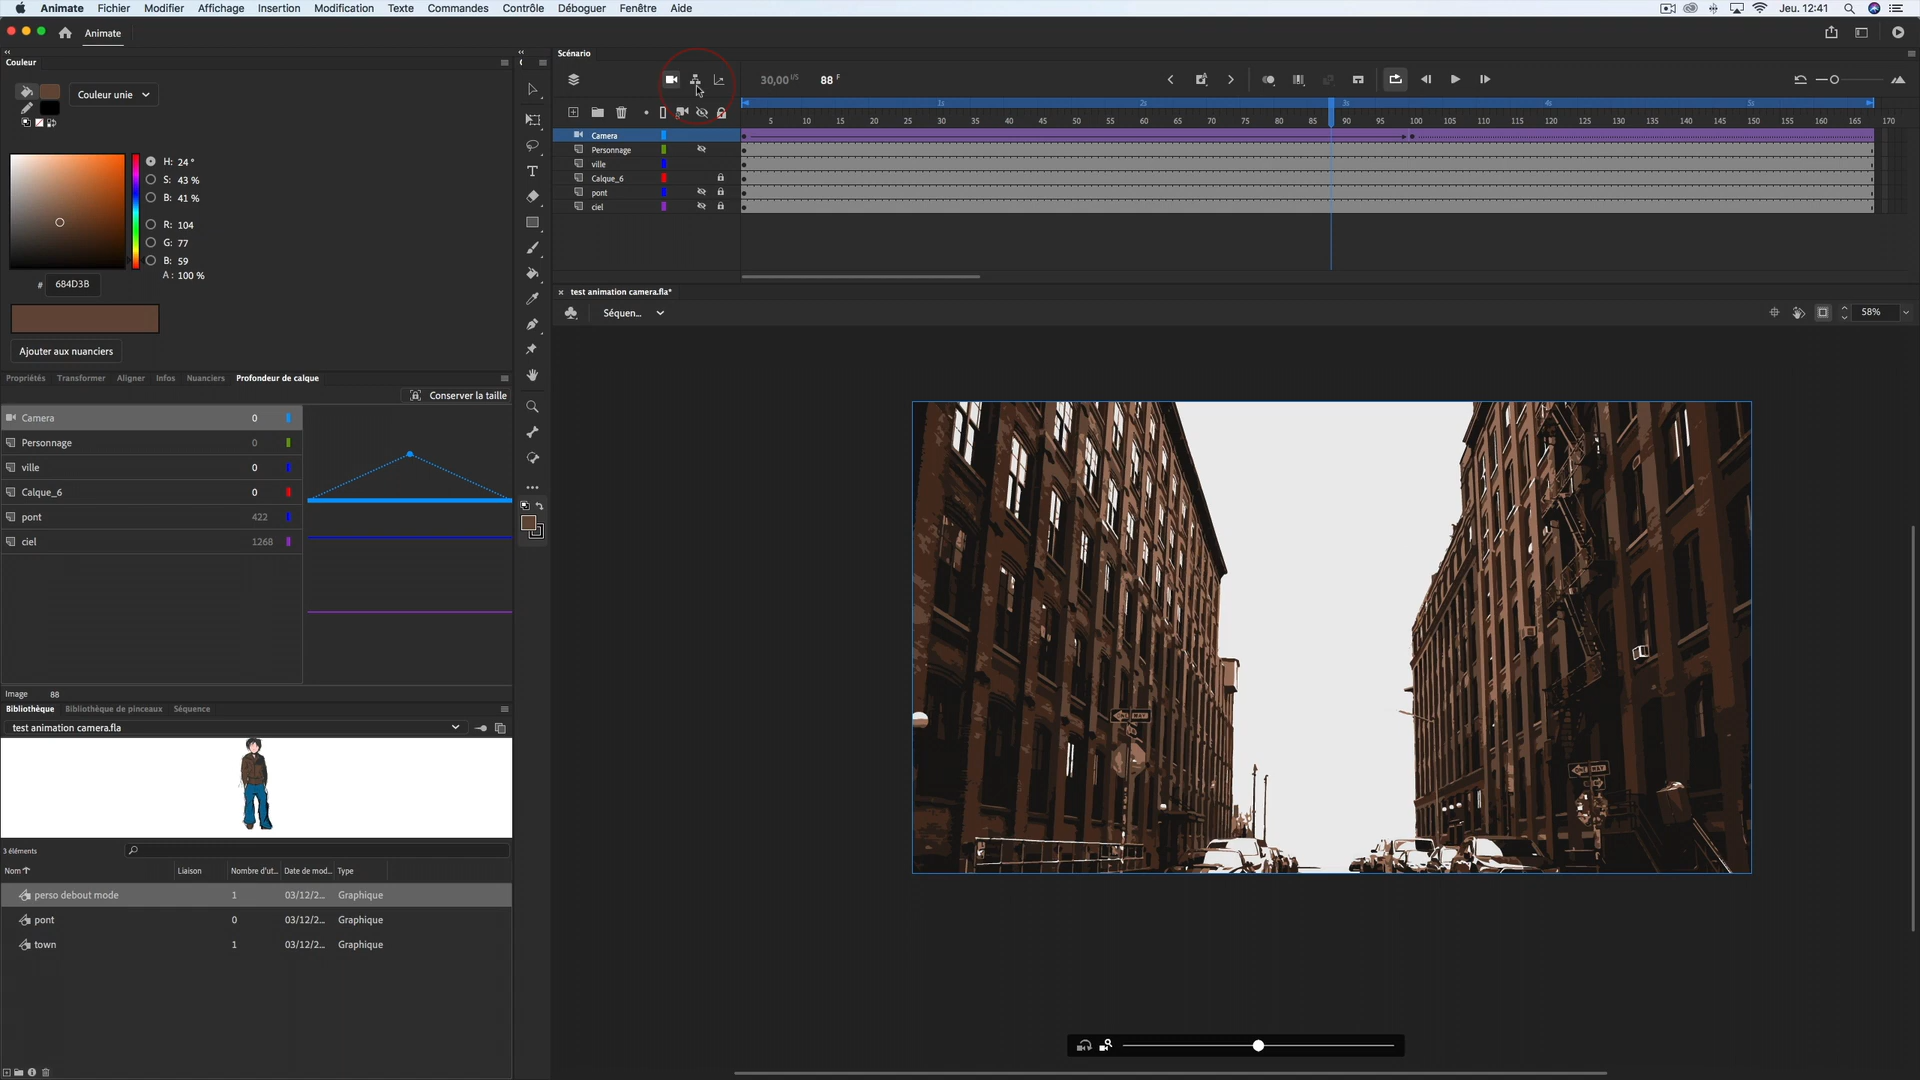 Animate Fichier Modifier Affichage Insertion Modification Texte Commandes Contrôle Déboguer Fenêtre Aide Jeu. 12:41
Animate
Couleur
Couleur unie
H: 24 °
S: 43 %
B: 41 %
R: 104
G: 77
B: 59
A: 100 %
# 684D3B
Ajouter aux nuanciers
Propriétés Transformer Aligner Infos Nuanciers Profondeur de calque
Conserver la taille
Camera 0
Personnage 0
ville 0
Calque_6 0
pont 422
ciel 1268
Image 88
Bibliothèque Bibliothèque de pinceaux Séquence
test animation camera.fla
3 éléments
Nom Liaison Nombre d'ut... Date de mod... Type
perso debout mode 1 03/12/2... Graphique
pont 0 03/12/2... Graphique
town 1 03/12/2... Graphique
Scénario
30,00 I/S 88 F
1s 2s 3s 4s 5s
5 10 15 20 25 30 35 40 45 50 55 60 65 70 75 80 85 90 95 100 105 110 115 120 125 130 135 140 145 150 155 160 165 170
Camera
Personnage
ville
Calque_6
pont
ciel
test animation camera.fla*
Séquen...
58%
WAY
WAY